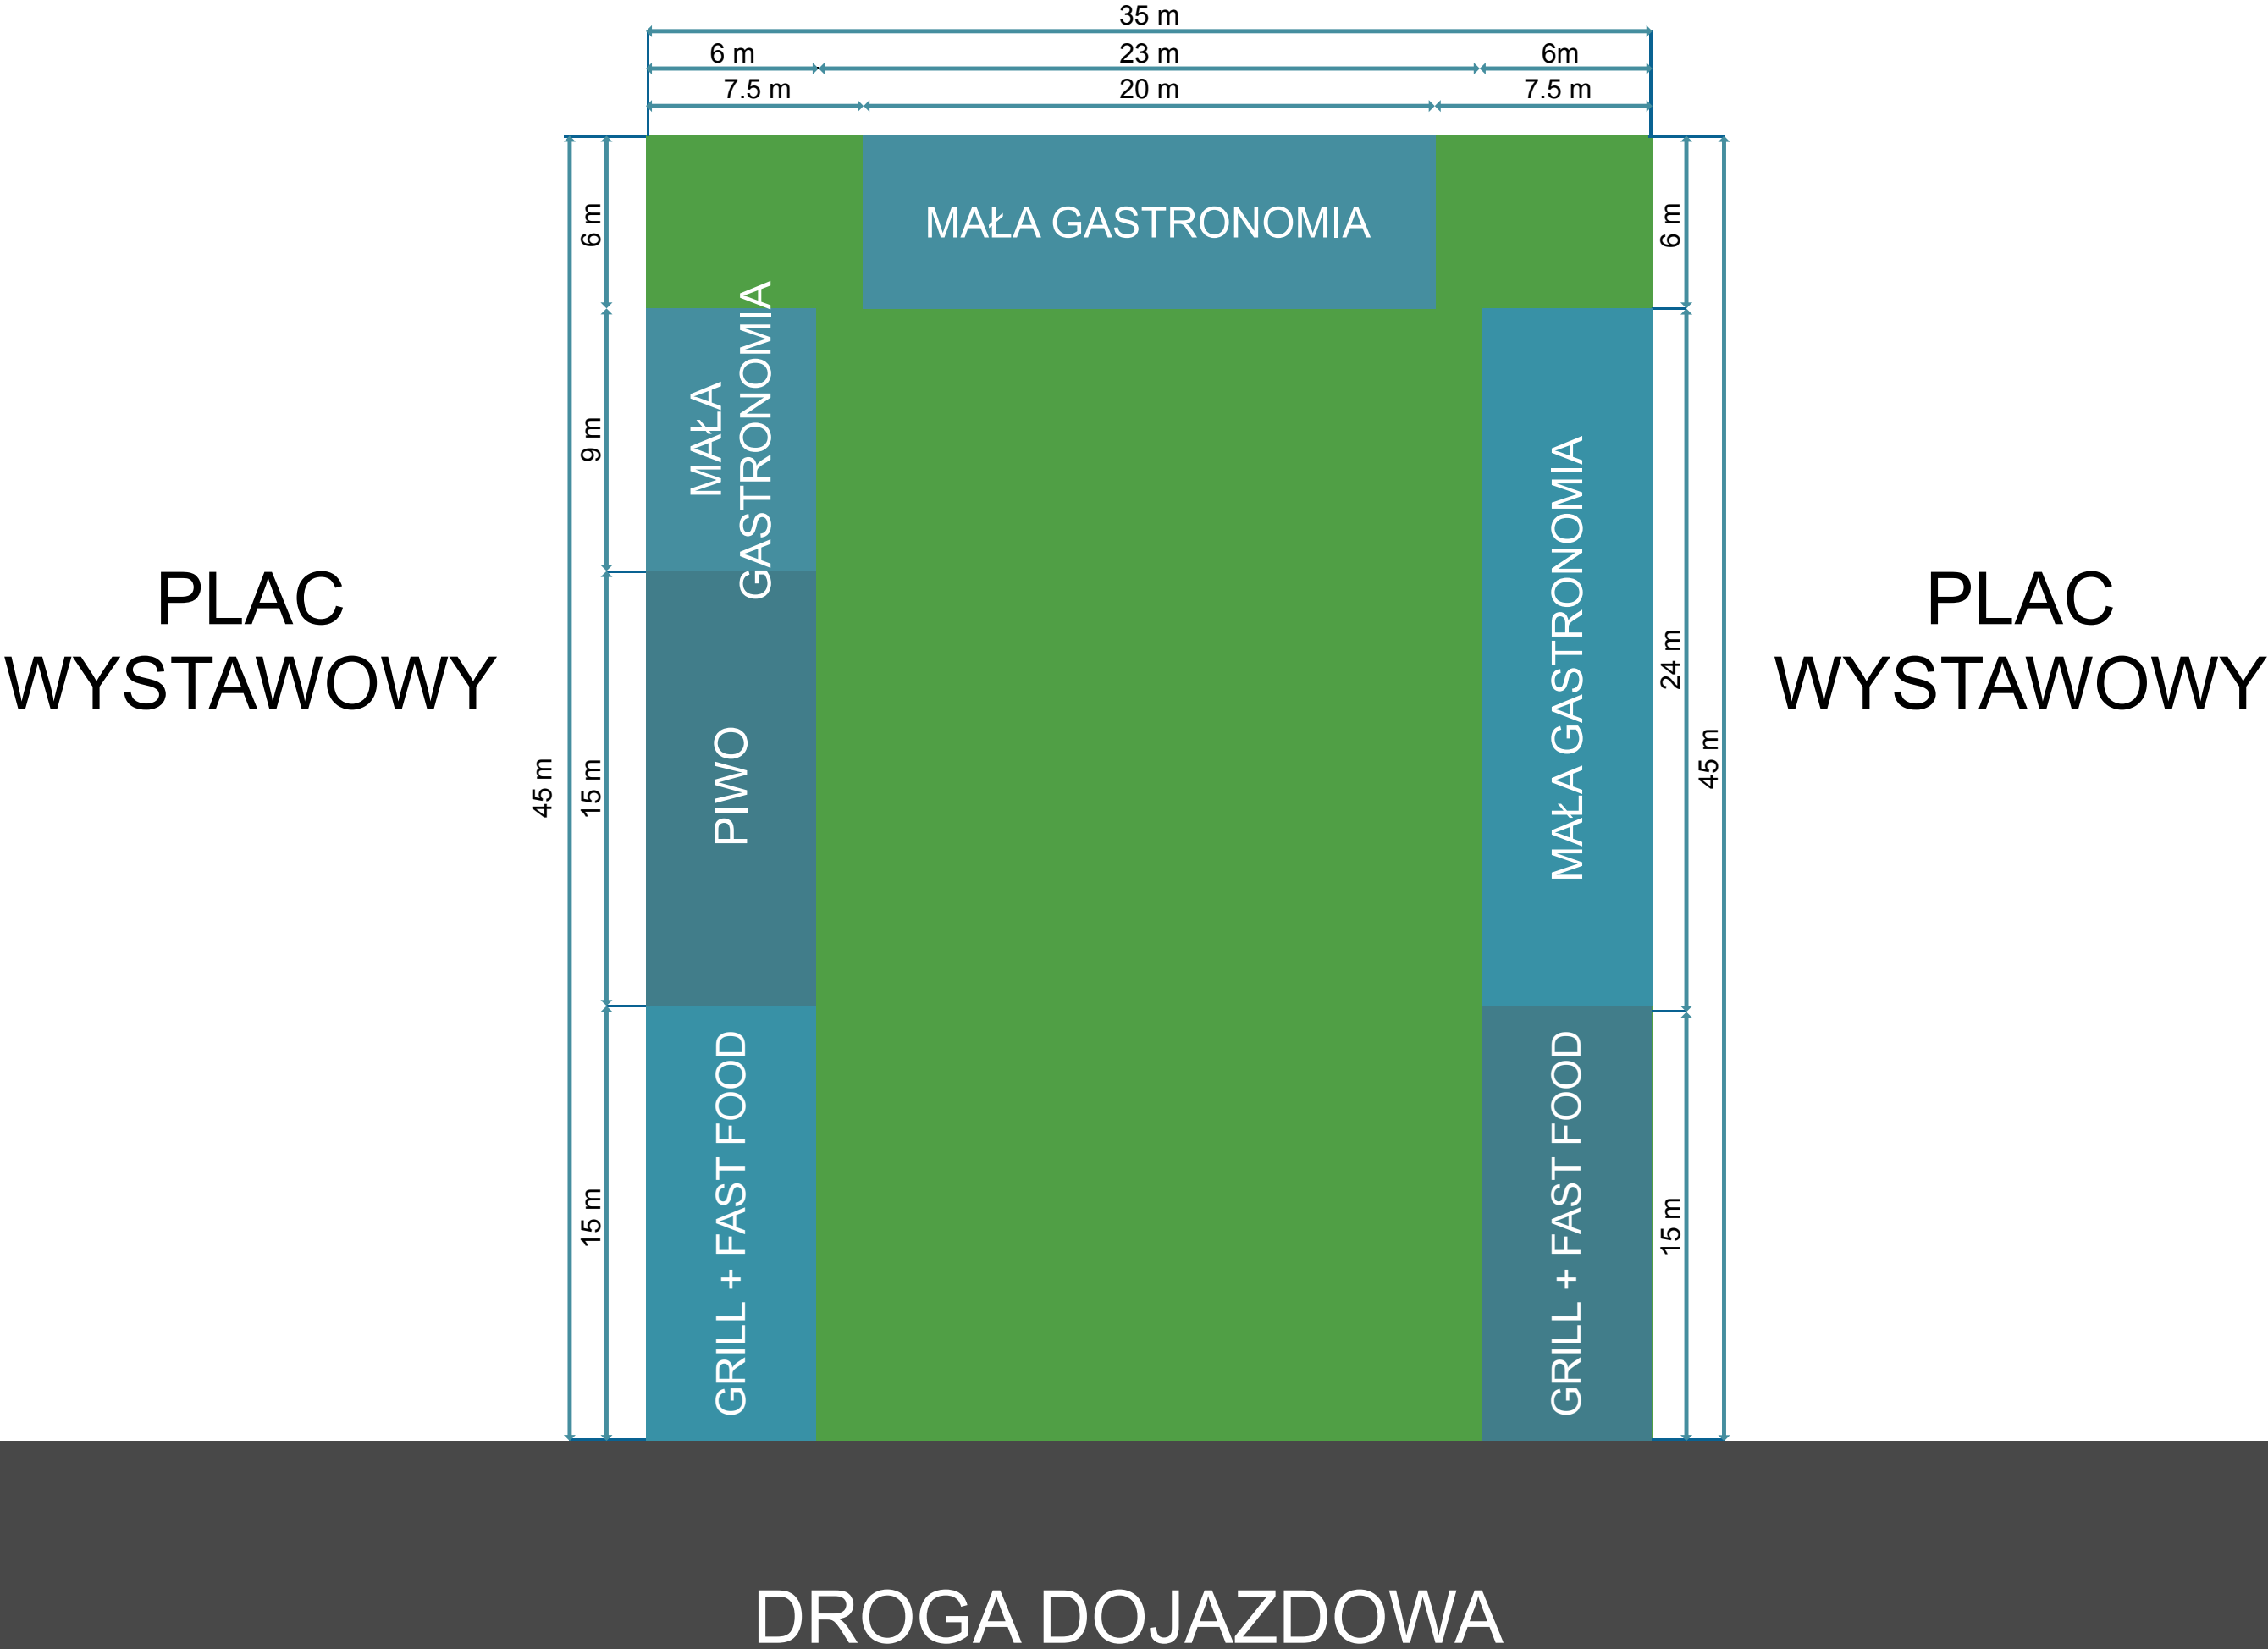 35 m
6 m
23 m
6m
7.5 m
20 m
7.5 m
6 m
MAŁA GASTRONOMIA
6 m
9 m
MAŁA
GASTRONOMIA
PLAC
WYSTAWOWY
45 m
15 m
PIWO
MAŁA GASTRONOMIA
24 m
45 m
PLAC
WYSTAWOWY
15 m
GRILL + FAST FOOD
GRILL + FAST FOOD
15 m
DROGA DOJAZDOWA